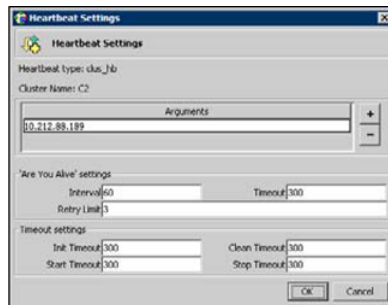 Heartbeat Settings
Heartbeat Settings
Heartbeat type: clus_hb
Cluster Name: C2
Arguments
10.212.88.189
+
-
'Are You Alive' settings
Interval 60 Timeout 300
Retry Limit 3
Timeout settings
Init Timeout 300 Clean Timeout 300
Start Timeout 300 Stop Timeout 300
OK Cancel